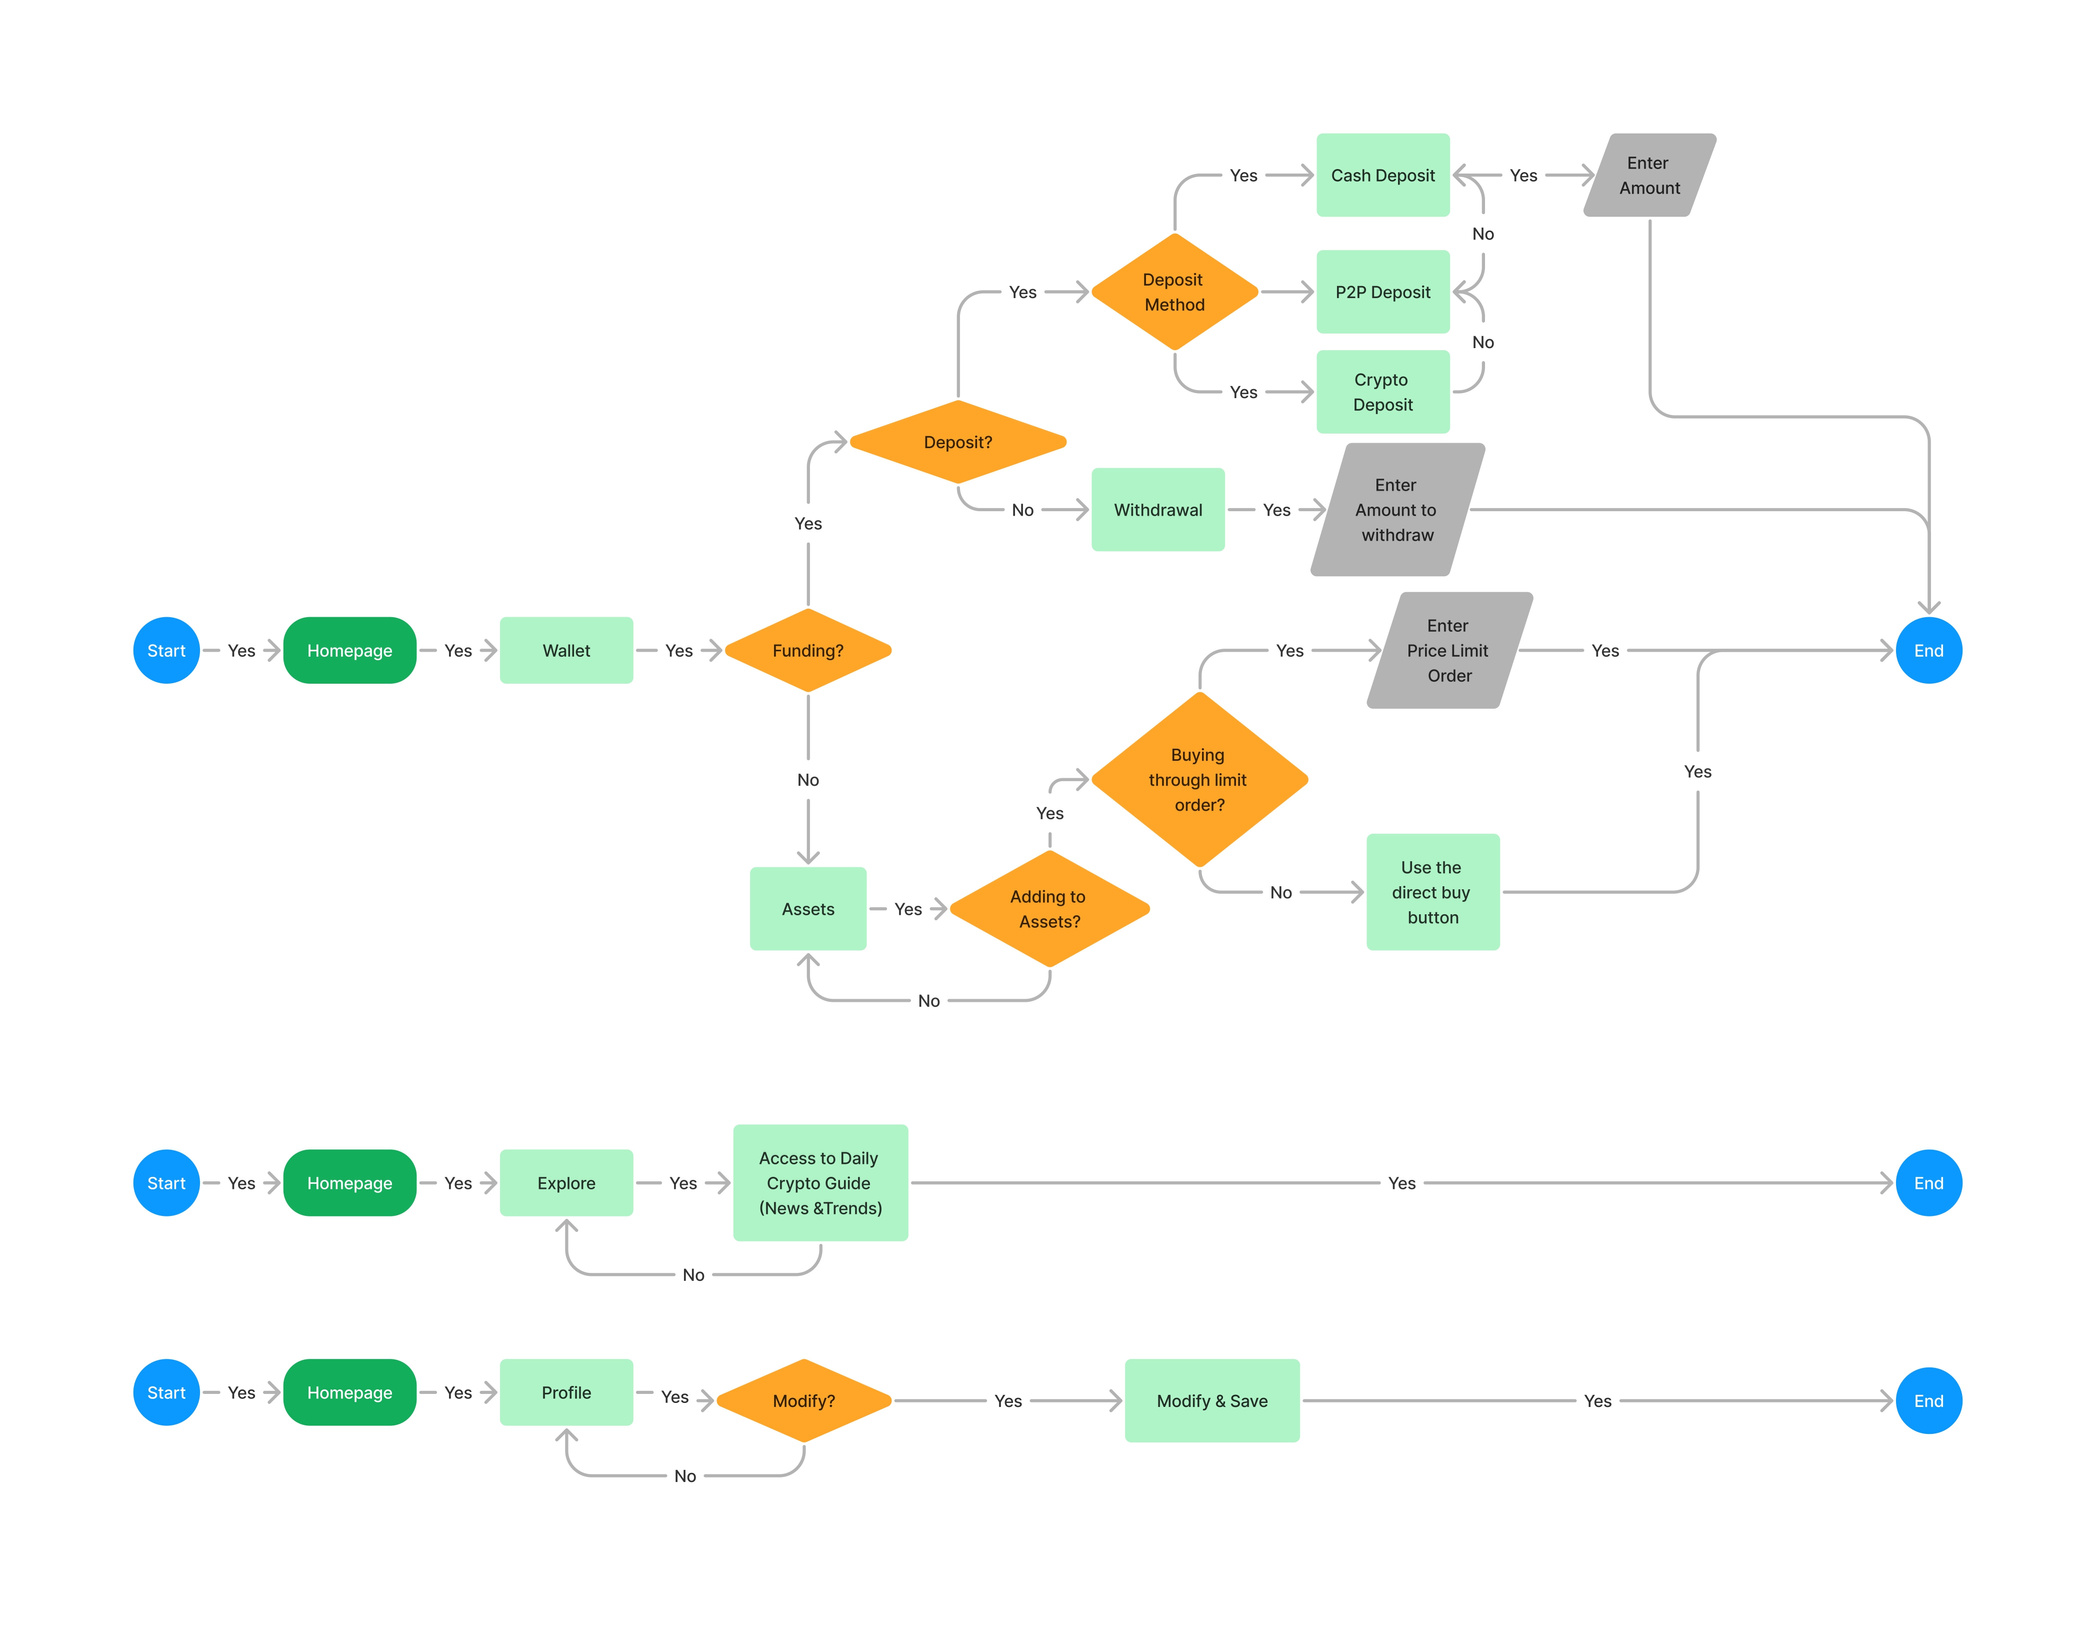 Yes
Cash Deposit
Yes
Enter
Amount
No
Yes
Deposit
Method
P2P Deposit
No
Yes
Crypto
Deposit
Deposit?
No
Withdrawal
Yes
Enter
Amount to
withdraw
Yes
Start
Yes
Homepage
Yes
Wallet
Yes
Funding?
Yes
Enter
Price Limit
Order
Yes
End
No
Buying
through limit
order?
Yes
Yes
No
Use the
direct buy
button
Assets
Yes
Adding to
Assets?
No
Start
Yes
Homepage
Yes
Explore
Yes
Access to Daily
Crypto Guide
(News &Trends)
Yes
End
No
Start
Yes
Homepage
Yes
Profile
Yes
Modify?
Yes
Modify & Save
Yes
End
No